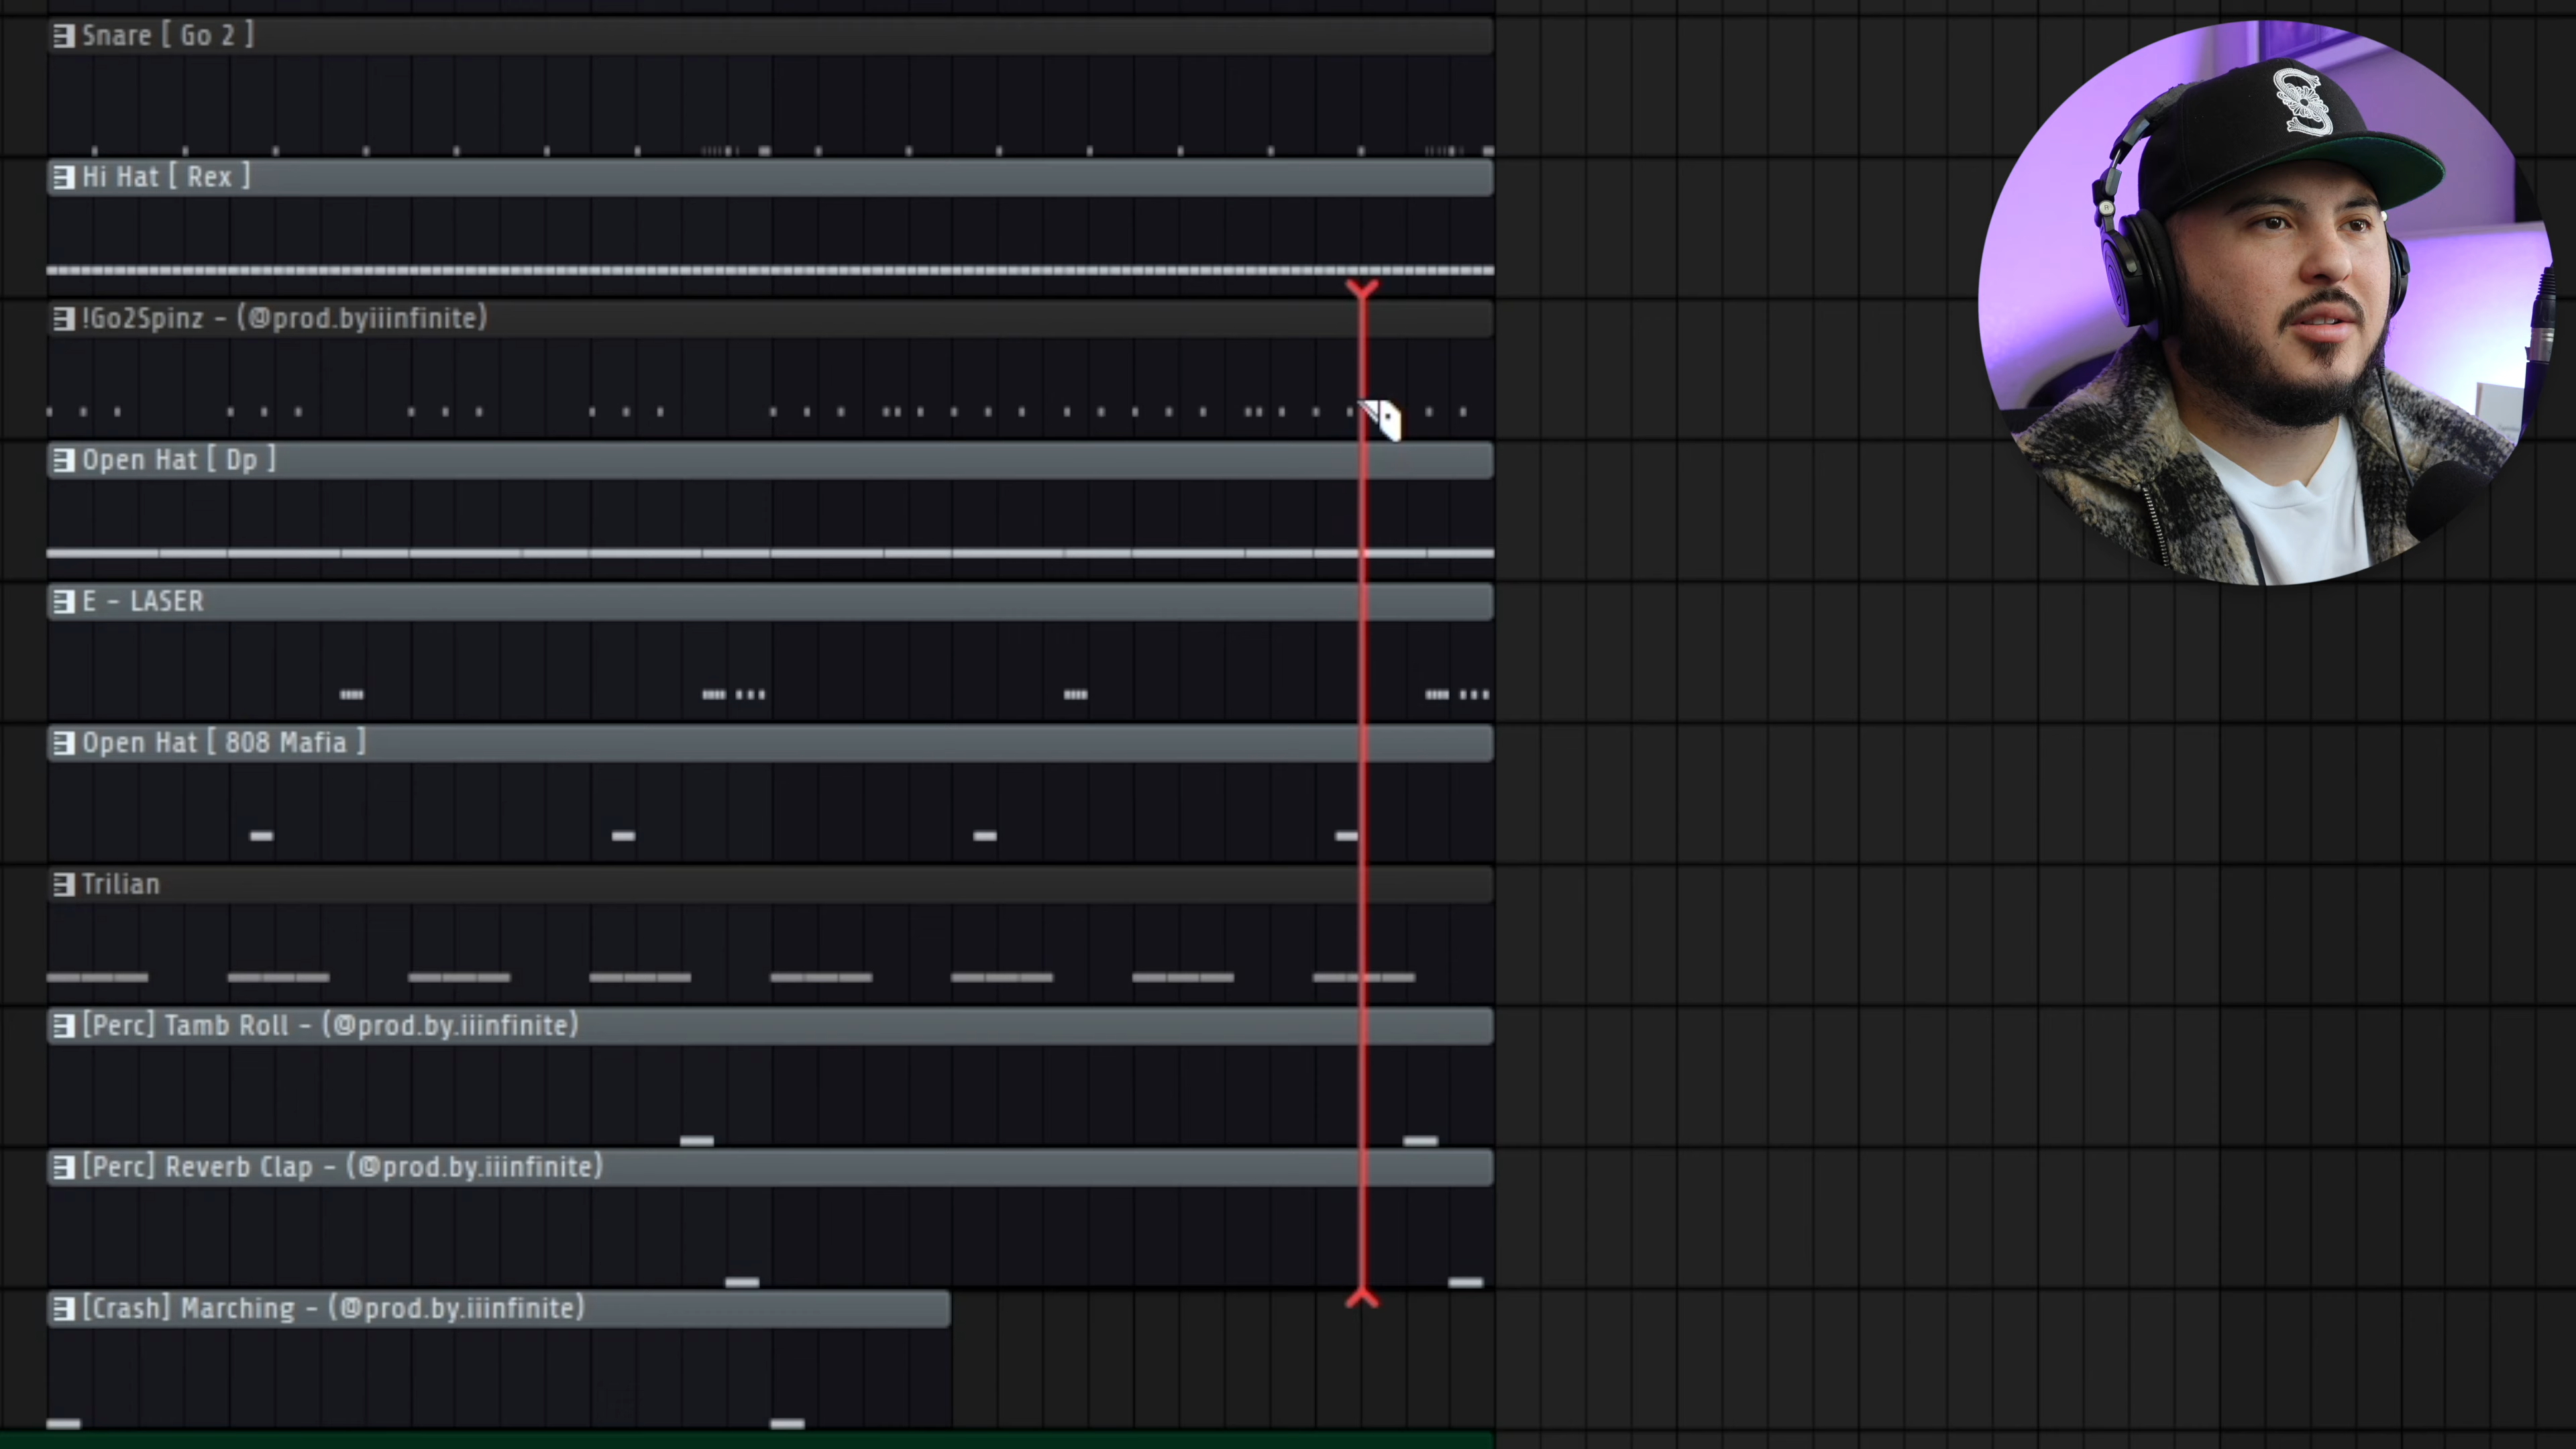 Snare [ Go 2 ]
Hi Hat [ Rex ]
!Go2Spinz - (@prod.byiiinfinite)
Open Hat [ Dp ]
E - LASER
Open Hat [ 808 Mafia ]
Trilian
[Perc] Tamb Roll - (@prod.by.iiinfinite)
[Perc] Reverb Clap - (@prod.by.iiinfinite)
[Crash] Marching - (@prod.by.iiinfinite)